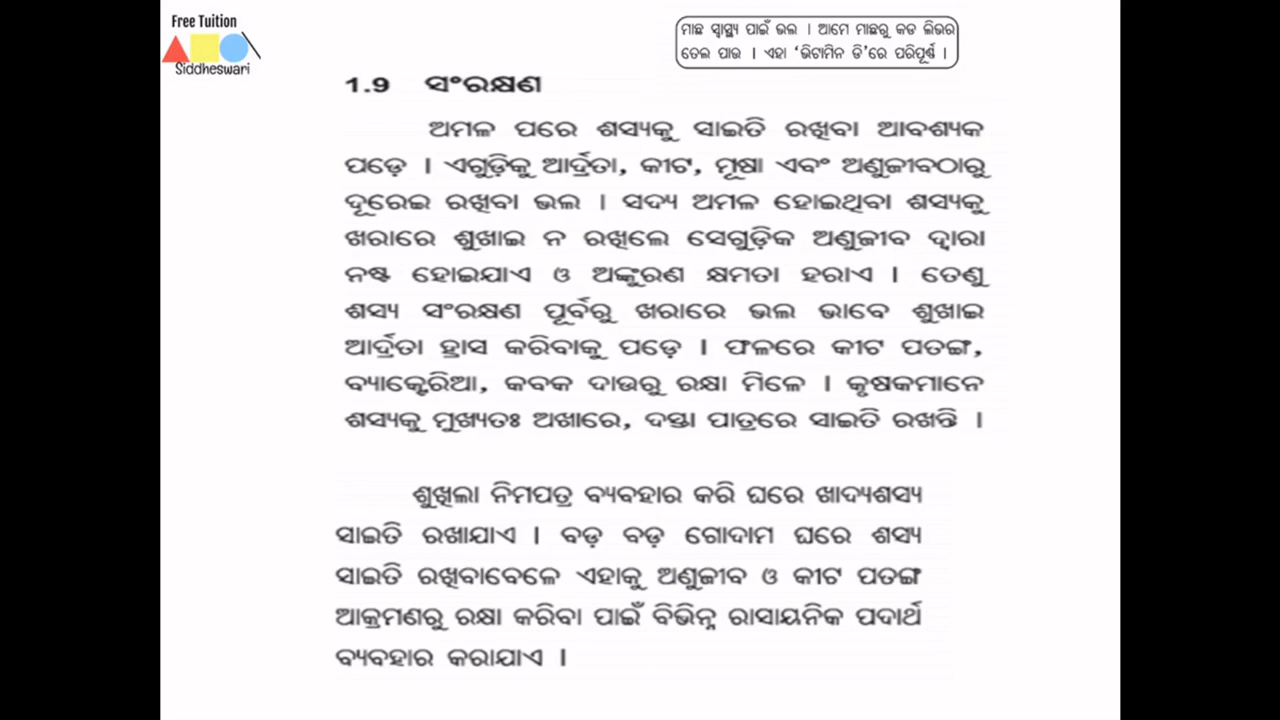 Free Tuition
Siddheswari
ମାଛ ସ୍ୱାସ୍ଥ୍ୟ ପାଇଁ ଭଲ । ଆମେ ମାଛରୁ କଡ ଲିଭର
ତେଲ ପାଉ । ଏହା ‘ଭିଟାମିନ ଡି’ରେ ପରିପୂର୍ଣ୍ଣ ।
1.9 ସଂରକ୍ଷଣ
ଅମଳ ପରେ ଶସ୍ୟକୁ ସାଇତି ରଖିବା ଆବଶ୍ୟକ
ପଡ଼େ । ଏଗୁଡ଼ିକୁ ଆର୍ଦ୍ରତା, କୀଟ, ମୂଷା ଏବଂ ଅଣୁଜୀବଠାରୁ
ଦୂରେଇ ରଖିବା ଭଲ । ସଦ୍ୟ ଅମଳ ହୋଇଥିବା ଶସ୍ୟକୁ
ଖରାରେ ଶୁଖାଇ ନ ରଖିଲେ ସେଗୁଡ଼ିକ ଅଣୁଜୀବ ଦ୍ୱାରା
ନଷ୍ଟ ହୋଇଯାଏ ଓ ଅଙ୍କୁରଣ କ୍ଷମତା ହରାଏ । ତେଣୁ
ଶସ୍ୟ ସଂରକ୍ଷଣ ପୂର୍ବରୁ ଖରାରେ ଭଲ ଭାବେ ଶୁଖାଇ
ଆର୍ଦ୍ରତା ହ୍ରାସ କରିବାକୁ ପଡ଼େ । ଫଳରେ କୀଟ ପତଙ୍ଗ,
ବ୍ୟାକ୍ଟେରିଆ, କବକ ଦାଉରୁ ରକ୍ଷା ମିଳେ । କୃଷକମାନେ
ଶସ୍ୟକୁ ମୁଖ୍ୟତଃ ଅଖାରେ, ଦସ୍ତା ପାତ୍ରରେ ସାଇତି ରଖନ୍ତି ।
ଶୁଖିଲା ନିମପତ୍ର ବ୍ୟବହାର କରି ଘରେ ଖାଦ୍ୟଶସ୍ୟ
ସାଇତି ରଖାଯାଏ । ବଡ଼ ବଡ଼ ଗୋଦାମ ଘରେ ଶସ୍ୟ
ସାଇତି ରଖିବାବେଳେ ଏହାକୁ ଅଣୁଜୀବ ଓ କୀଟ ପତଙ୍ଗ
ଆକ୍ରମଣରୁ ରକ୍ଷା କରିବା ପାଇଁ ବିଭିନ୍ନ ରାସାୟନିକ ପଦାର୍ଥ
ବ୍ୟବହାର କରାଯାଏ ।